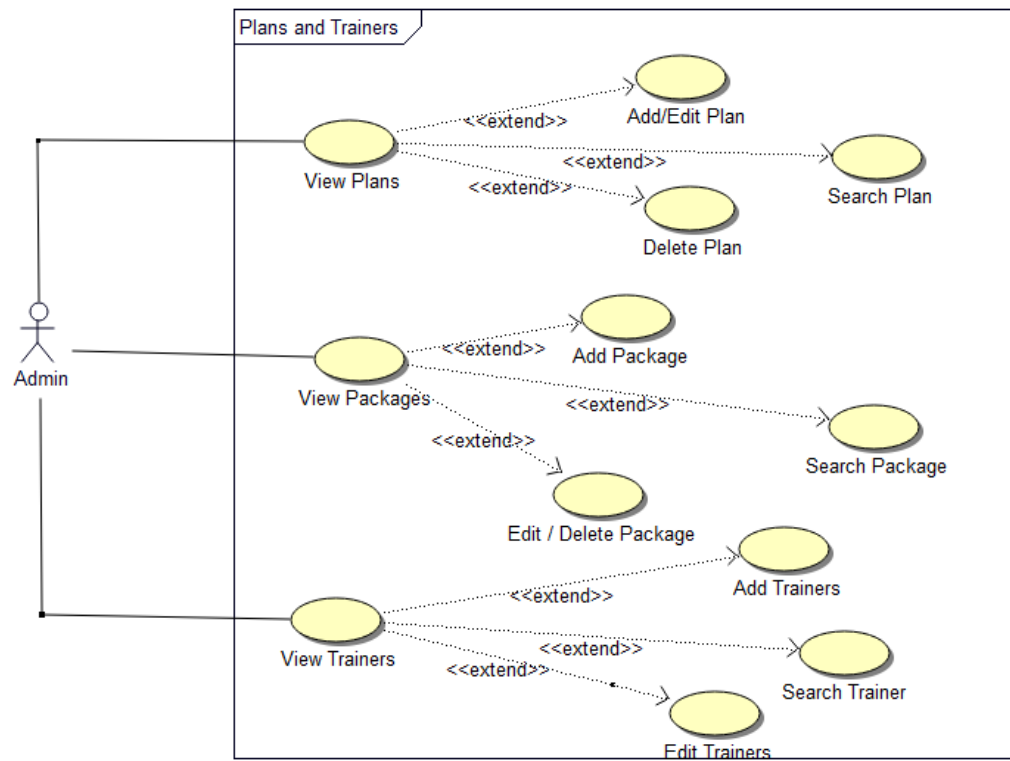 Plans and Trainers
Add/Edit Plan
<<extend>>
<<extend>>
View Plans
<<extend>>
Search Plan
Delete Plan
<<extend>>
Add Package
Admin
View Packages
<<extend>>
<<extend>>
Search Package
Edit / Delete Package
Add Trainers
<<extend>>
<<extend>>
View Trainers
<<extend>>
Search Trainer
Edit Trainers